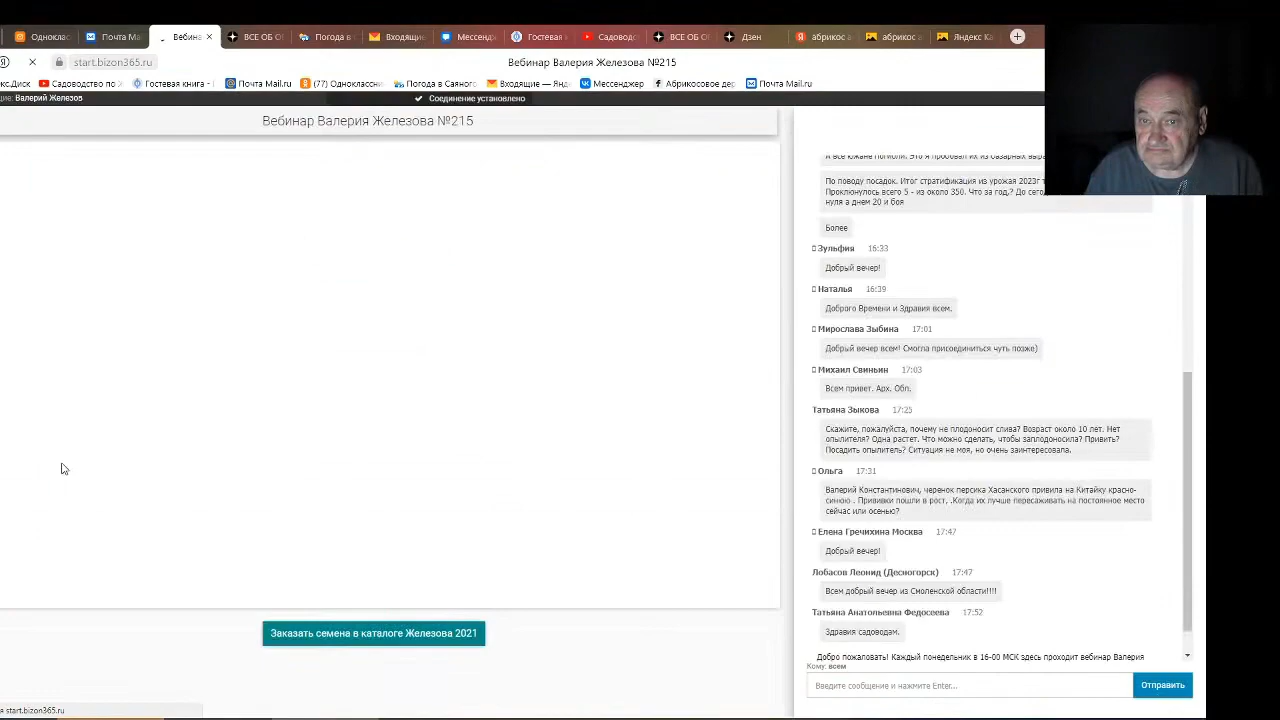 Одноклас
Почта Ma
Вебина
ВСЕ ОБ ОГ
Погода в
Входящие
Мессендж
Гостевая к
Садоводс
ВСЕ ОБ ОГ
Дзен
абрикос а
абрикос а
Яндекс Ка
start.bizon365.ru
Вебинар Валерия Железова №215
кс.Диск
Садоводство по х
Гостевая книга -
Почта Mail.ru
(77) Одноклассни
Погода в Саяного
Входящие — Янд
Мессенджер
Абрикосовое дер
Почта Mail.ru
щие: Валерий Железов
Соединение установлено
Вебинар Валерия Железова №215
По поводу посадок. Итог стратификация из урожая 2023г
Проклюнулось всего 5 - из около 350. Что за год,? До сего
нуля а днем 20 и боя
Более
Зульфия 16:33
Добрый вечер!
Наталья 16:39
Доброго Времени и Здравия всем.
Мирослава Зыбина 17:01
Добрый вечер всем! Смогла присоединиться чуть позже)
Михаил Свиньин 17:03
Всем привет. Арх. Обл.
Татьяна Зыкова 17:25
Скажите, пожалуйста, почему не плодоносит слива? Возраст около 10 лет. Нет
опылителя? Одна растет. Что можно сделать, чтобы заплодоносила? Привить?
Посадить опылитель? Ситуация не моя, но очень заинтересовала.
Ольга 17:31
Валерий Константинович, черенок персика Хасанского привила на Китайку красно-
синюю . Прививки пошли в рост, .Когда их лучше пересаживать на постоянное место
сейчас или осенью?
Елена Гречихина Москва 17:47
Добрый вечер!
Лобасов Леонид (Десногорск) 17:47
Всем добрый вечер из Смоленской области!!!!
Татьяна Анатольевна Федосеева 17:52
Здравия садоводам.
Добро пожаловать! Каждый понедельник в 16-00 МСК здесь проходит вебинар Валерия
Кому: всем
Введите сообщение и нажмите Enter...
Отправить
Заказать семена в каталоге Железова 2021
start.bizon365.ru